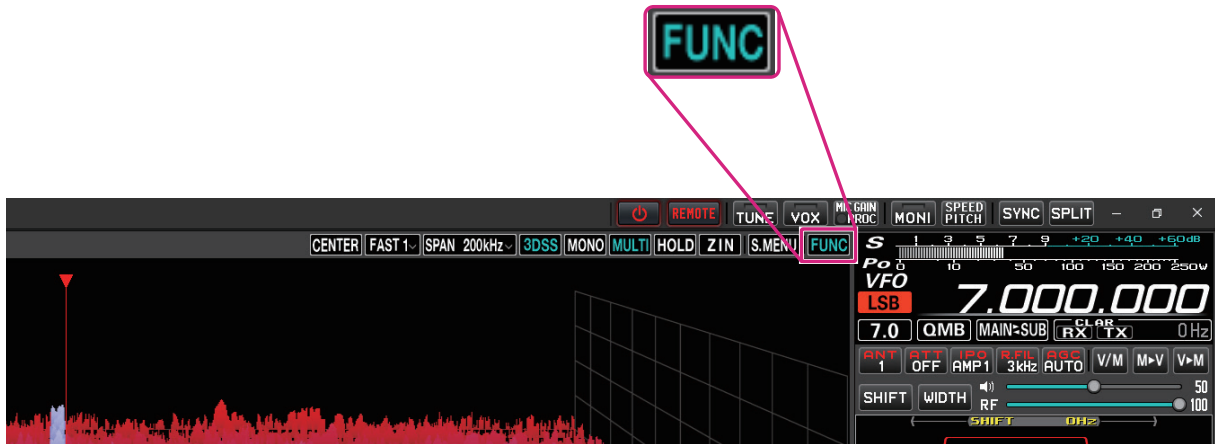 FUNC
REMOTE TUNE VOX MIC GAIN PROC MONI SPEED PITCH SYNC SPLIT
CENTER FAST 1 SPAN 200kHz 3DSS MONO MULTI HOLD Z IN S.MENU FUNC
S 1 3 5 7 9 +20 +40 +60dB
Po 0 10 50 100 150 200 250W
VFO
LSB 7.000.000
7.0 QMB MAIN SUB CLAR RX TX 0 Hz
ANT 1 ATT OFF IPO AMP1 R.FIL 3kHz AGC AUTO V/M M►V V►M
SHIFT WIDTH 50
RF 100
SHIFT 0Hz